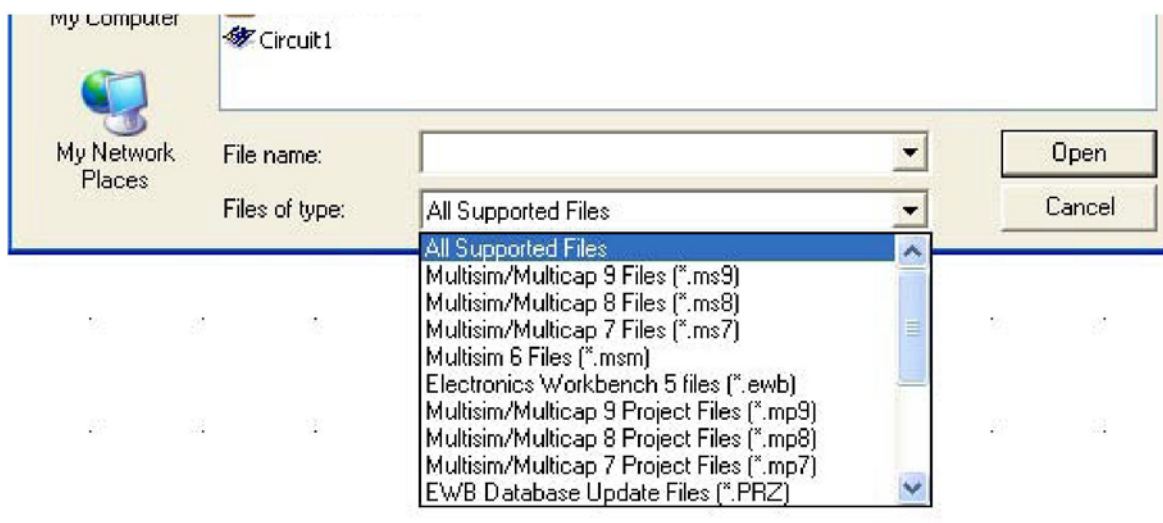 My Computer
Circuit1
My Network
Places
File name:
Open
Files of type:
All Supported Files
Cancel
All Supported Files
Multisim/Multicap 9 Files (*.ms9)
Multisim/Multicap 8 Files (*.ms8)
Multisim/Multicap 7 Files (*.ms7)
Multisim 6 Files (*.msm)
Electronics Workbench 5 files (*.ewb)
Multisim/Multicap 9 Project Files (*.mp9)
Multisim/Multicap 8 Project Files (*.mp8)
Multisim/Multicap 7 Project Files (*.mp7)
EWB Database Update Files (*.PRZ)